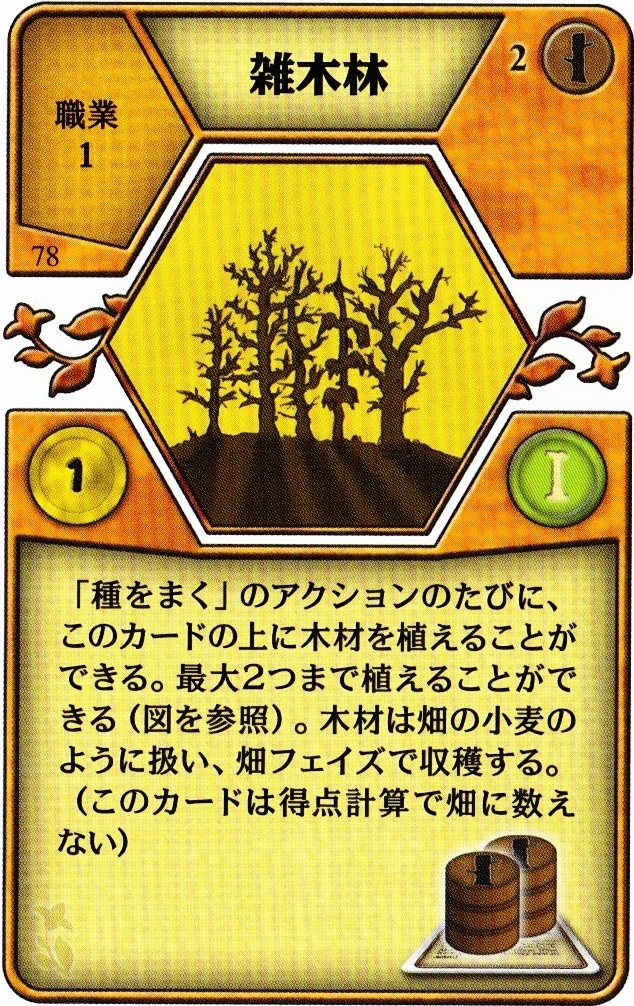 雑木林
2
職業
1
78
1
I
「種をまく」のアクションのたびに、
このカードの上に木材を植えることが
できる。最大2つまで植えることがで
きる（図を参照）。木材は畑の小麦の
ように扱い、畑フェイズで収穫する。
（このカードは得点計算で畑に数え
ない）